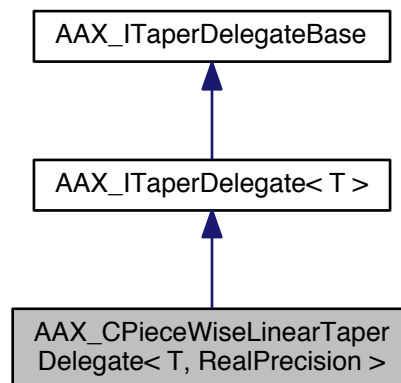 AAX_ITaperDelegateBase
AAX_ITaperDelegate< T >
AAX_CPieceWiseLinearTaper
Delegate< T, RealPrecision >